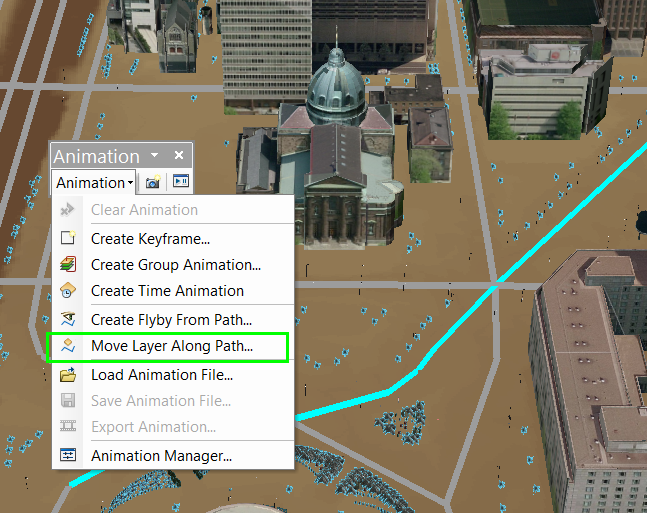 Animation
Animation
Clear Animation
Create Keyframe...
Create Group Animation...
Create Time Animation
Create Flyby From Path...
Move Layer Along Path...
Load Animation File...
Save Animation File...
Export Animation...
Animation Manager...